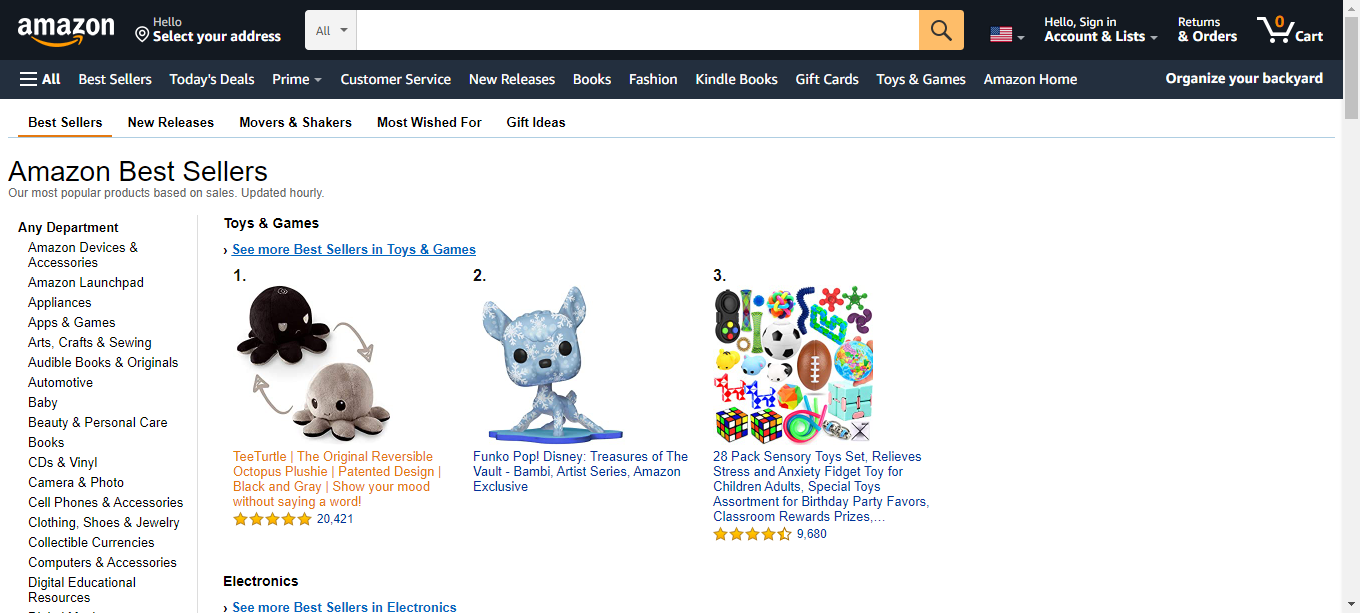 amazon
Hello
Select your address
All
Hello, Sign in
Account & Lists
Returns
& Orders
0
Cart
All
Best Sellers
Today's Deals
Prime
Customer Service
New Releases
Books
Fashion
Kindle Books
Gift Cards
Toys & Games
Amazon Home
Organize your backyard
Best Sellers
New Releases
Movers & Shakers
Most Wished For
Gift Ideas
Amazon Best Sellers
Our most popular products based on sales. Updated hourly.
Any Department
Amazon Devices &
Accessories
Amazon Launchpad
Appliances
Apps & Games
Arts, Crafts & Sewing
Audible Books & Originals
Automotive
Baby
Beauty & Personal Care
Books
CDs & Vinyl
Camera & Photo
Cell Phones & Accessories
Clothing, Shoes & Jewelry
Collectible Currencies
Computers & Accessories
Digital Educational
Resources
Toys & Games
› See more Best Sellers in Toys & Games
1.
TeeTurtle | The Original Reversible
Octopus Plushie | Patented Design |
Black and Gray | Show your mood
without saying a word!
20,421
2.
Funko Pop! Disney: Treasures of The
Vault - Bambi, Artist Series, Amazon
Exclusive
3.
28 Pack Sensory Toys Set, Relieves
Stress and Anxiety Fidget Toy for
Children Adults, Special Toys
Assortment for Birthday Party Favors,
Classroom Rewards Prizes,…
9,680
Electronics
› See more Best Sellers in Electronics